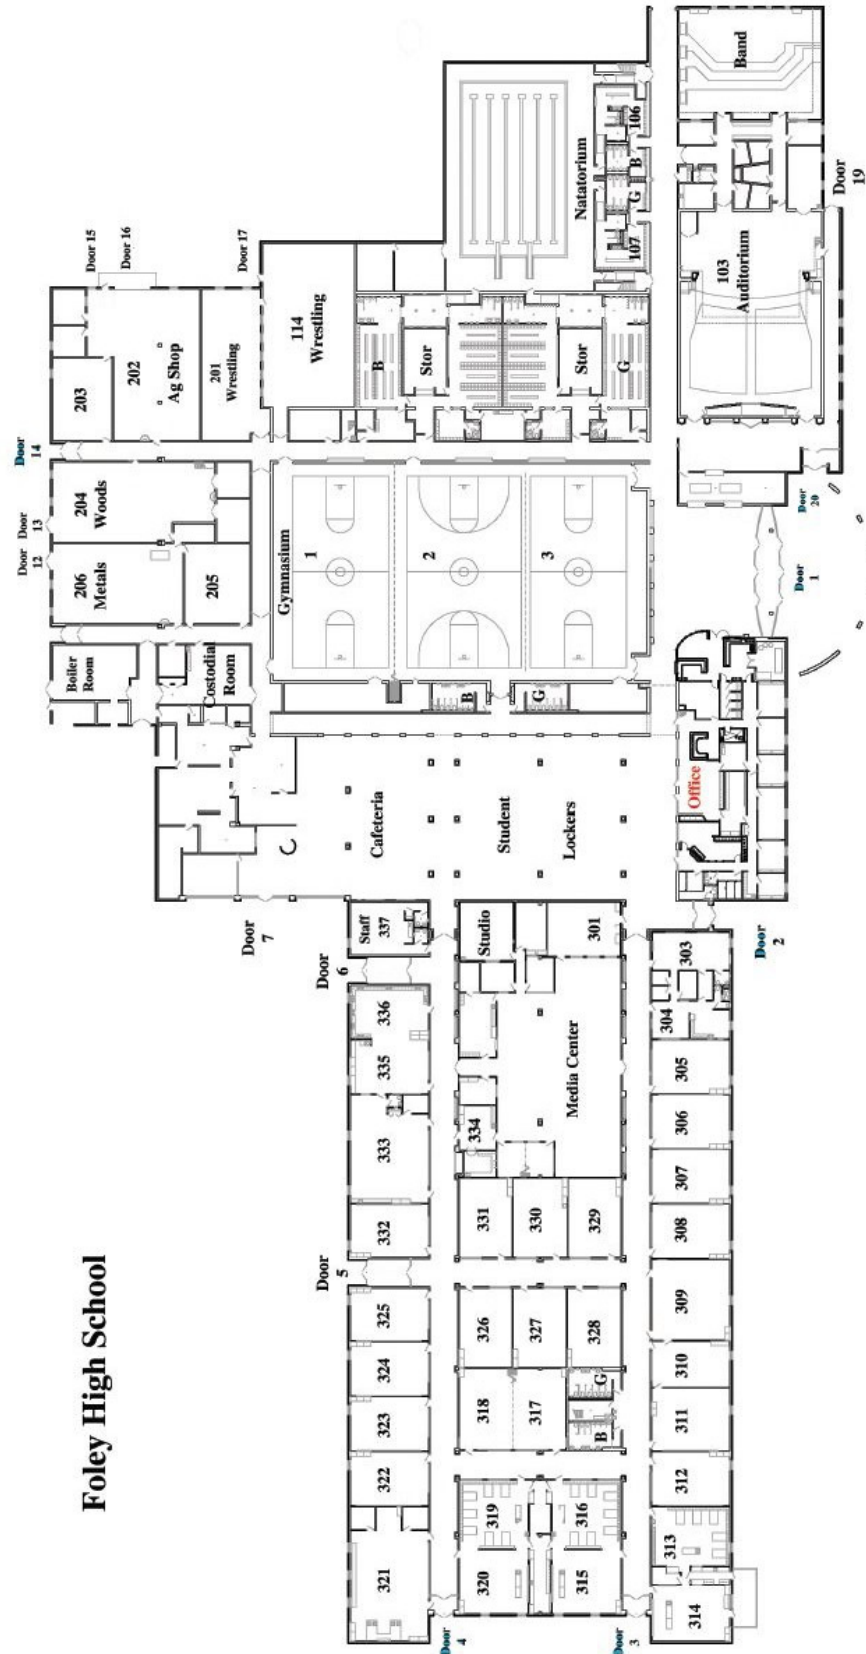 Foley High School
Door
14
Door
13
Door
12
203
204
Woods
206
Metals
Boiler
Room
Door 15
Door 16
Door 17
202
Ag Shop
201
Wrestling
205
Custodial
Room
Door
7
Door
6
Door
5
114
Wrestling
Gymnasium
1
2
3
B
Stor
Stor
G
B
G
Natatorium
106
B
G
107
Cafeteria
Student
Lockers
Staff
337
336
335
333
332
325
324
323
322
321
Studio
301
Media Center
334
331
330
329
326
327
328
318
317
G
B
319
320
316
315
Door
4
Door
3
303
304
305
306
307
308
309
310
311
312
313
314
Office
Door
2
Band
103
Auditorium
Door
19
Door
20
Door
1